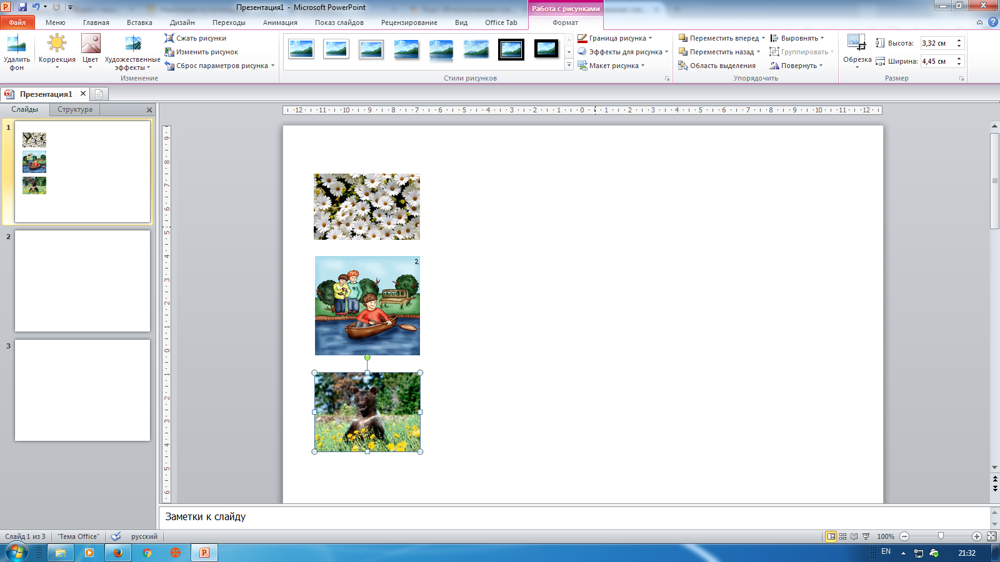 Презентация1 - Microsoft PowerPoint
Работа с рисунками
Файл Меню Главная Вставка Дизайн Переходы Анимация Показ слайдов Рецензирование Вид Office Tab Формат
Удалить фон
Коррекция
Цвет
Художественные эффекты
Сжать рисунки
Изменить рисунок
Сброс параметров рисунка
Изменение
Стили рисунков
Граница рисунка
Эффекты для рисунка
Макет рисунка
Переместить вперед
Переместить назад
Область выделения
Выровнять
Группировать
Повернуть
Упорядочить
Обрезка
Высота: 3,32 см
Ширина: 4,45 см
Размер
Презентация1
Слайды Структура
12 11 10 9 8 7 6 5 4 3 2 1 0 1 2 3 4 5 6 7 8 9 10 11 12
9 8 7 6 5 4 3 2 1 0 1 2 3 4 5 6
1
2
3
2.
Заметки к слайду
Слайд 1 из 3 "Тема Office" русский 100%
EN 21:32